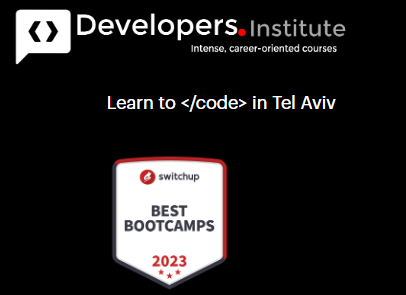 Developers.Institute
Intense, career-oriented courses
Learn to </code> in Tel Aviv
switchup
BEST
BOOTCAMPS
2023